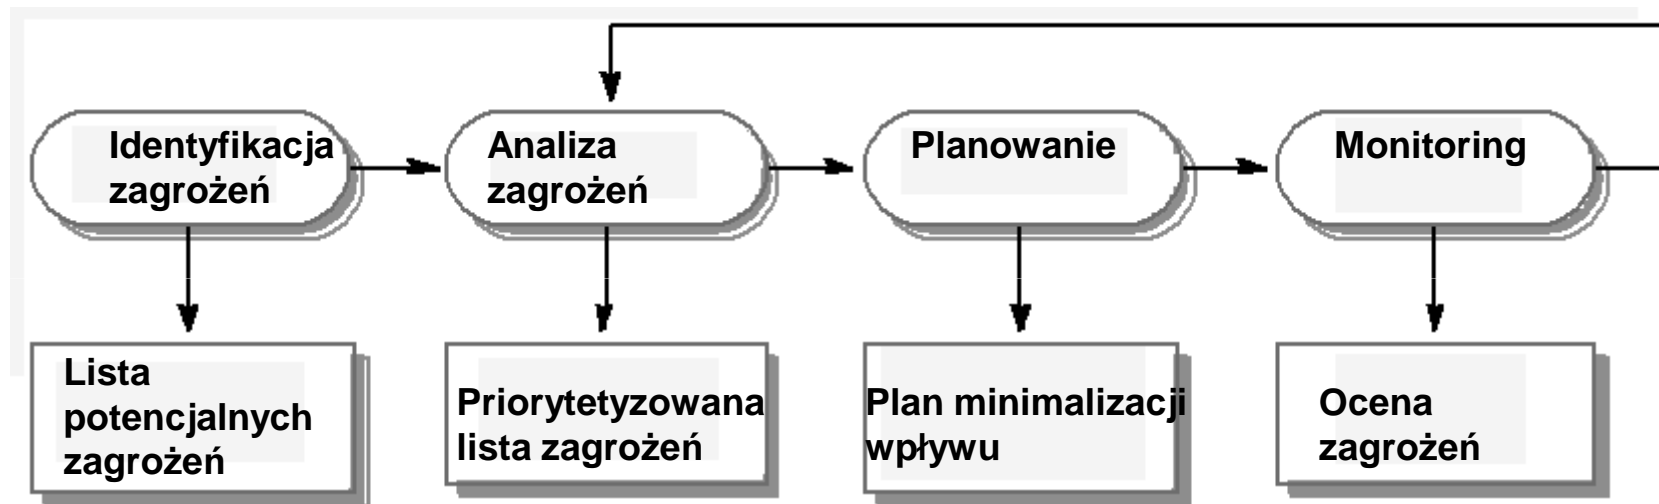 Identyfikacja
zagrożeń
Analiza
zagrożeń
Planowanie
Monitoring
Lista
potencjalnych
zagrożeń
Priorytetyzowana
lista zagrożeń
Plan minimalizacji
wpływu
Ocena
zagrożeń